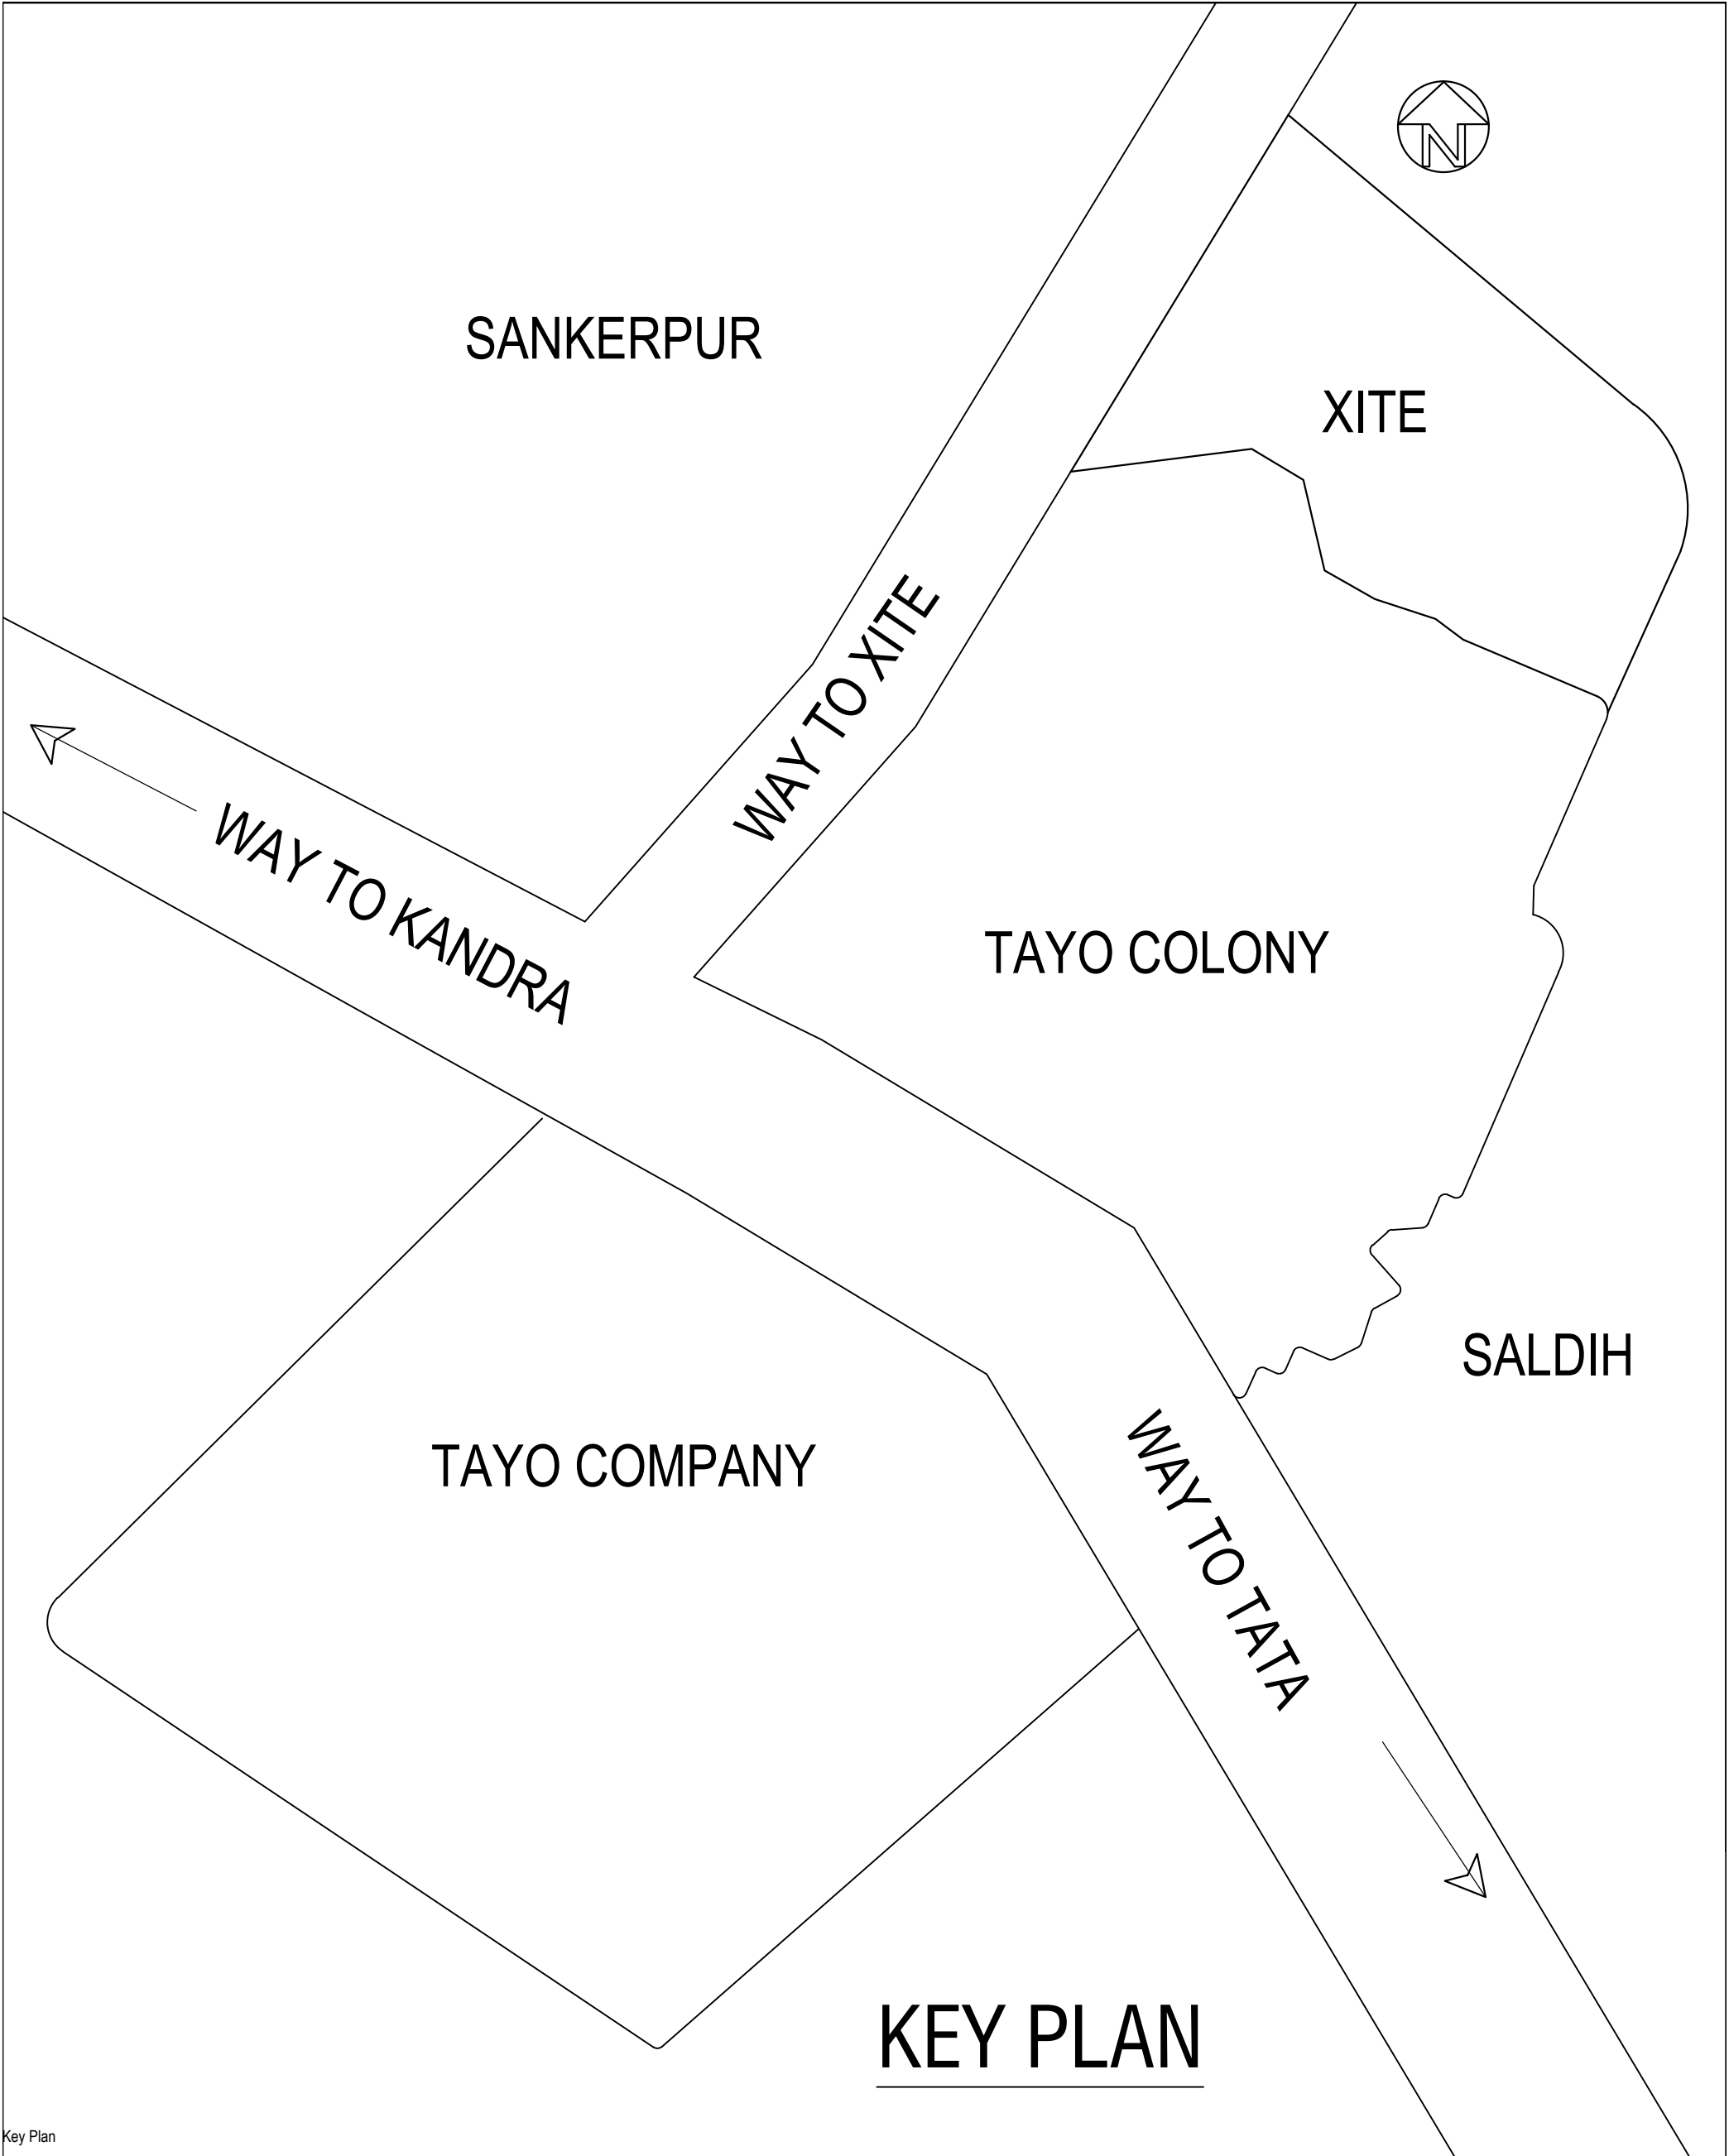 N
SANKERPUR
XITE
WAY TO XITE
WAY TO KANDRA
TAYO COLONY
SALDIH
TAYO COMPANY
WAY TO TATA
KEY PLAN
Key Plan